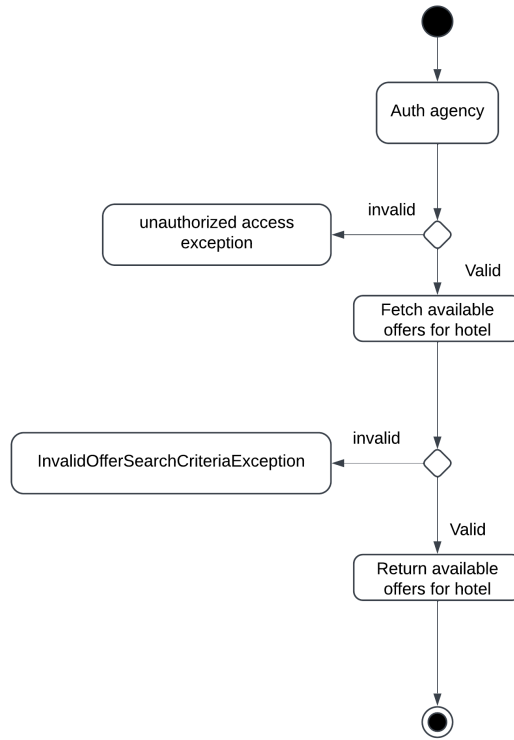 Auth agency
invalid
unauthorized access
exception
Valid
Fetch available
offers for hotel
invalid
InvalidOfferSearchCriteriaException
Valid
Return available
offers for hotel